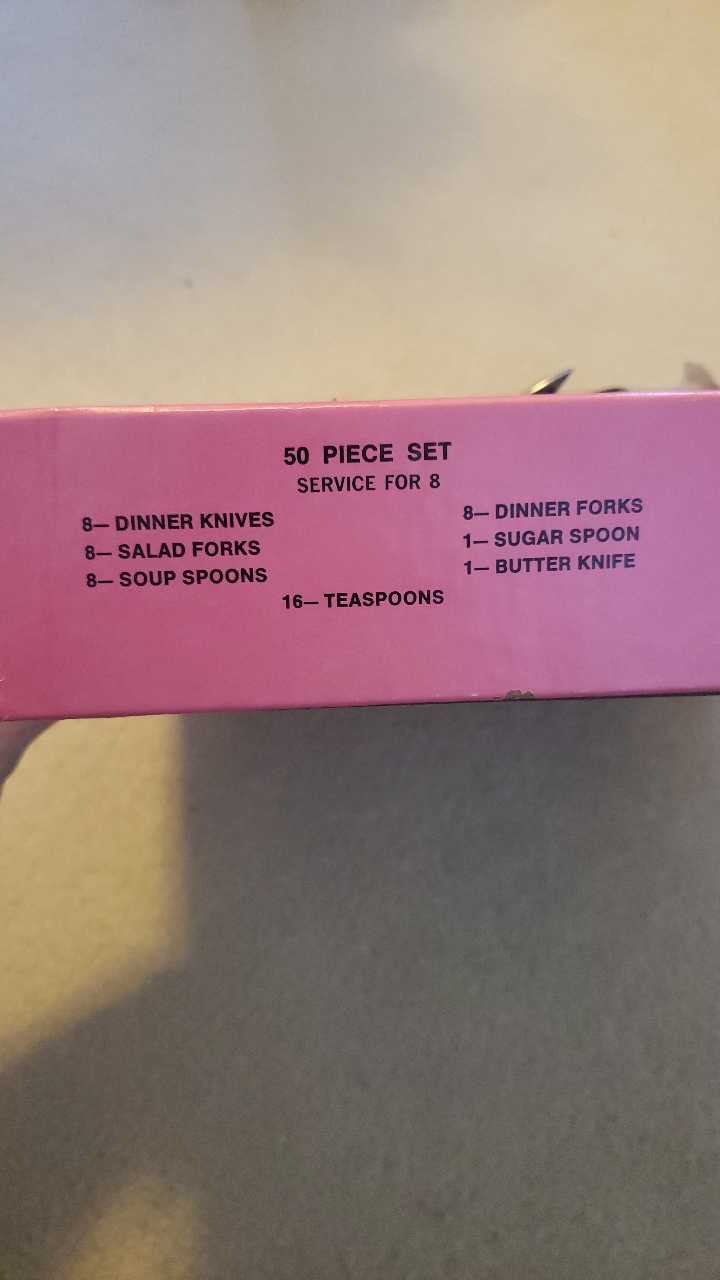 50 PIECE SET
SERVICE FOR 8
8— DINNER KNIVES
8— SALAD FORKS
8— SOUP SPOONS
8— DINNER FORKS
1— SUGAR SPOON
1— BUTTER KNIFE
16— TEASPOONS